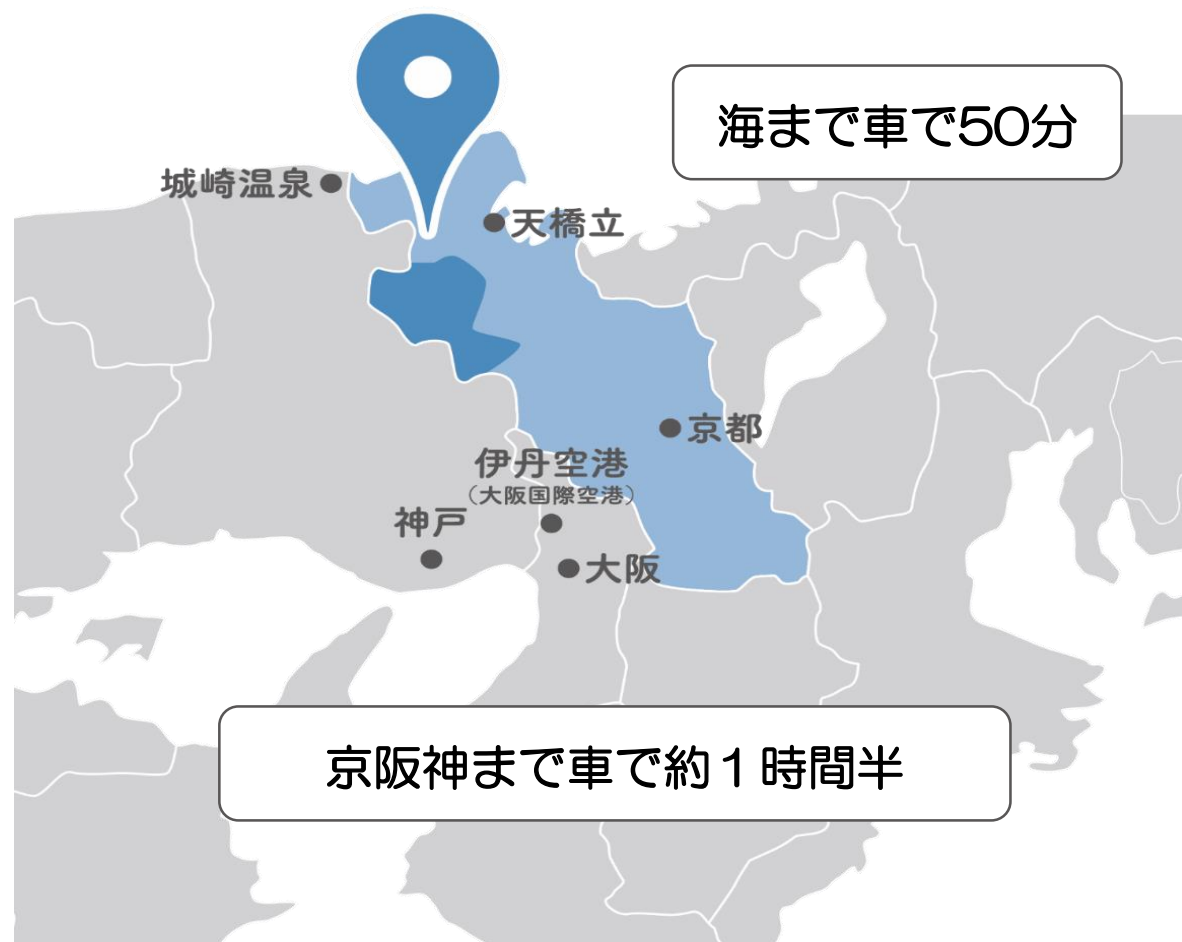 海まで車で50分
城崎温泉
天橋立
京都
伊丹空港
（大阪国際空港）
神戸
大阪
京阪神まで車で約１時間半